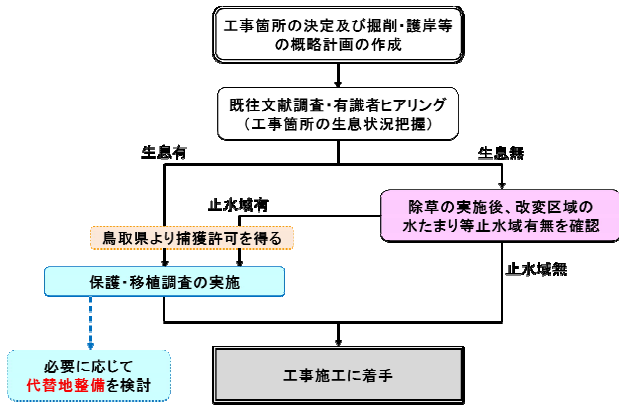 工事箇所の決定及び掘削・護岸等
の概略計画の作成
既往文献調査・有識者ヒアリング
（工事箇所の生息状況把握）
生息有
生息無
止水域有
除草の実施後、改変区域の
水たまり等止水域有無を確認
鳥取県より捕獲許可を得る
保護・移植調査の実施
止水域無
必要に応じて
代替地整備を検討
工事施工に着手